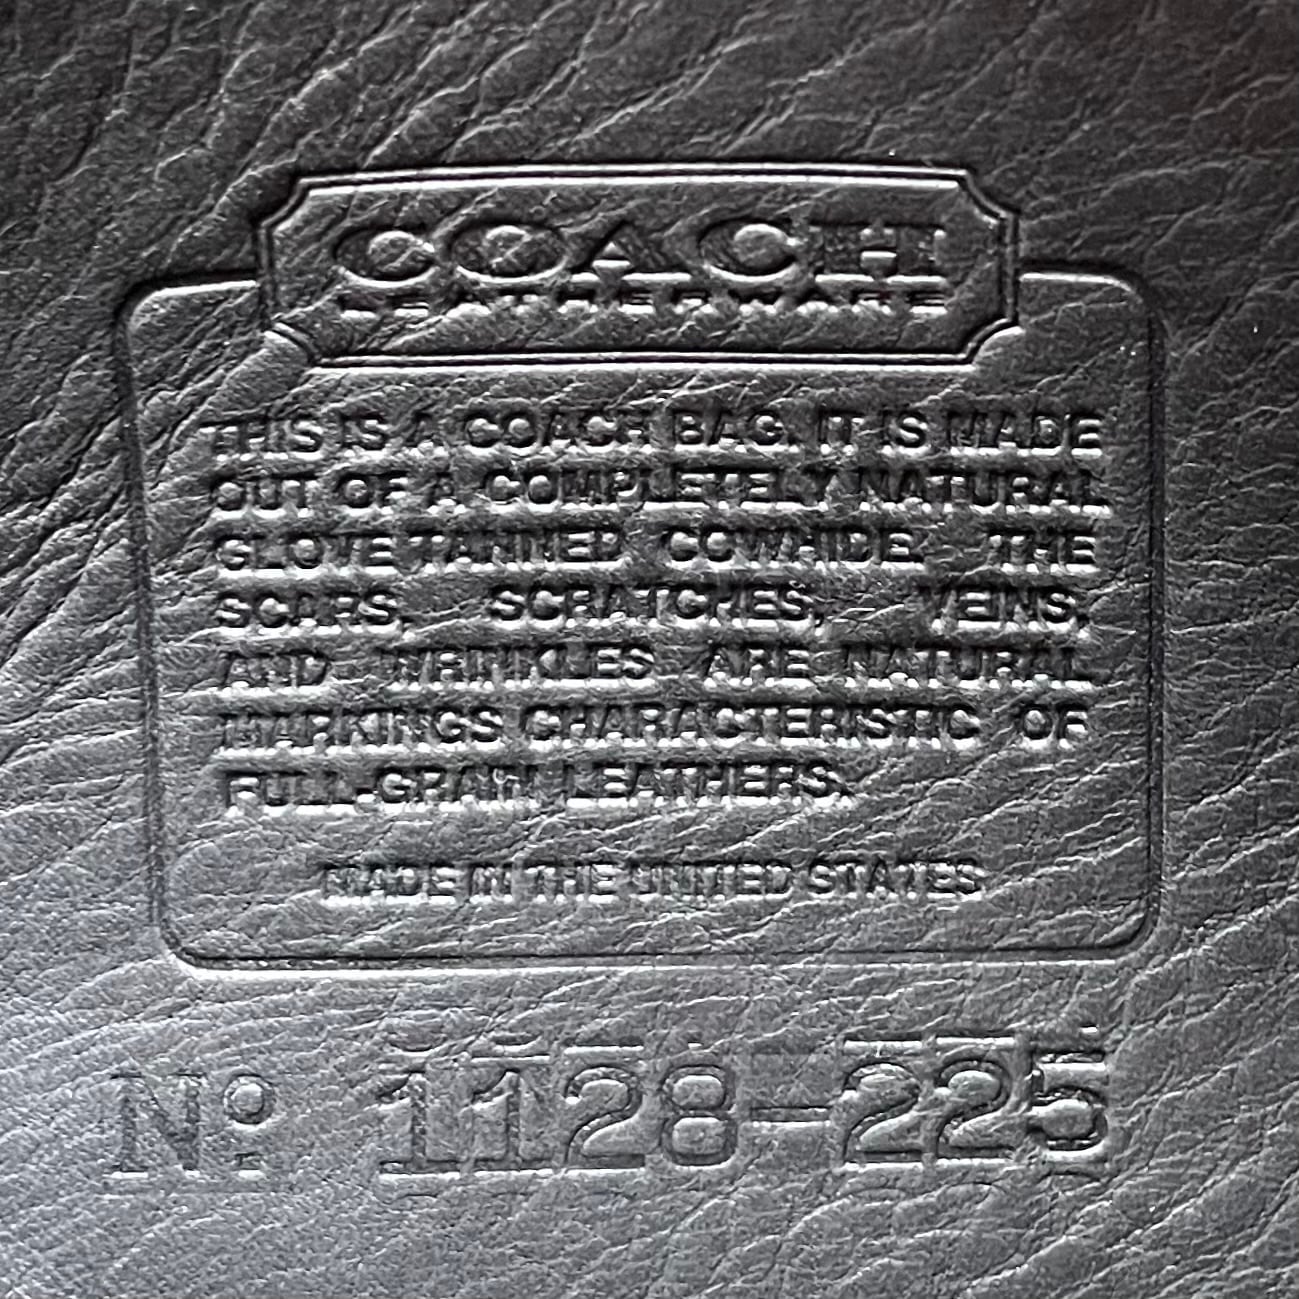 COACH
LEATHERWARE
THIS IS A COACH BAG. IT IS MADE
OUT OF A COMPLETELY NATURAL
GLOVE TANNED COWHIDE. THE
SCARS, SCRATCHES, VEINS,
AND WRINKLES ARE NATURAL
MARKINGS CHARACTERISTIC OF
FULL-GRAIN LEATHERS.
MADE IN THE UNITED STATES
Nº 1128-225